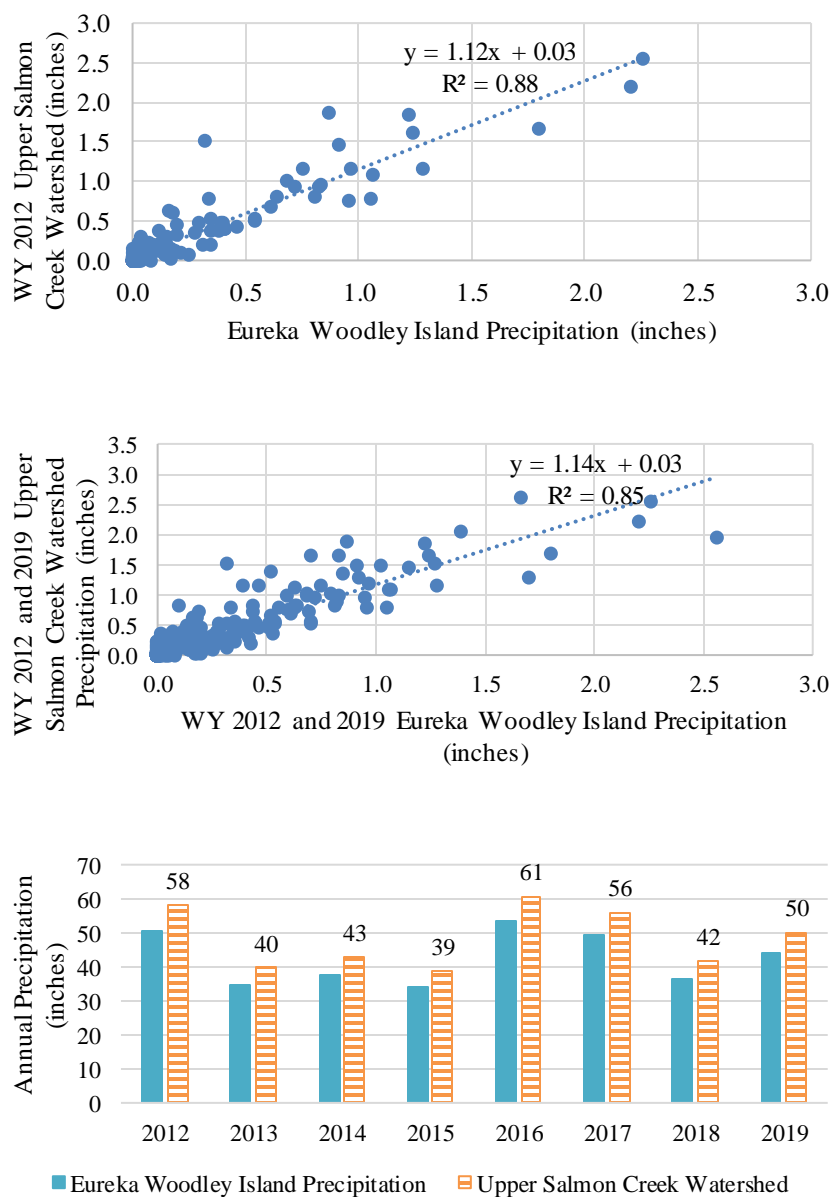 3.0
2.5
2.0
1.5
1.0
0.5
0.0
WY 2012 Upper Salmon
Creek Watershed (inches)
y = 1.12x + 0.03
R² = 0.88
0.0 0.5 1.0 1.5 2.0 2.5 3.0
Eureka Woodley Island Precipitation (inches)
3.5
3.0
2.5
2.0
1.5
1.0
0.5
0.0
WY 2012 and 2019 Upper
Salmon Creek Watershed
Precipitation (inches)
y = 1.14x + 0.03
R² = 0.85
0.0 0.5 1.0 1.5 2.0 2.5 3.0
WY 2012 and 2019 Eureka Woodley Island Precipitation
(inches)
70
60
50
40
30
20
10
0
Annual Precipitation
(inches)
58 40 43 39 61 56 42 50
2012 2013 2014 2015 2016 2017 2018 2019
Eureka Woodley Island Precipitation Upper Salmon Creek Watershed